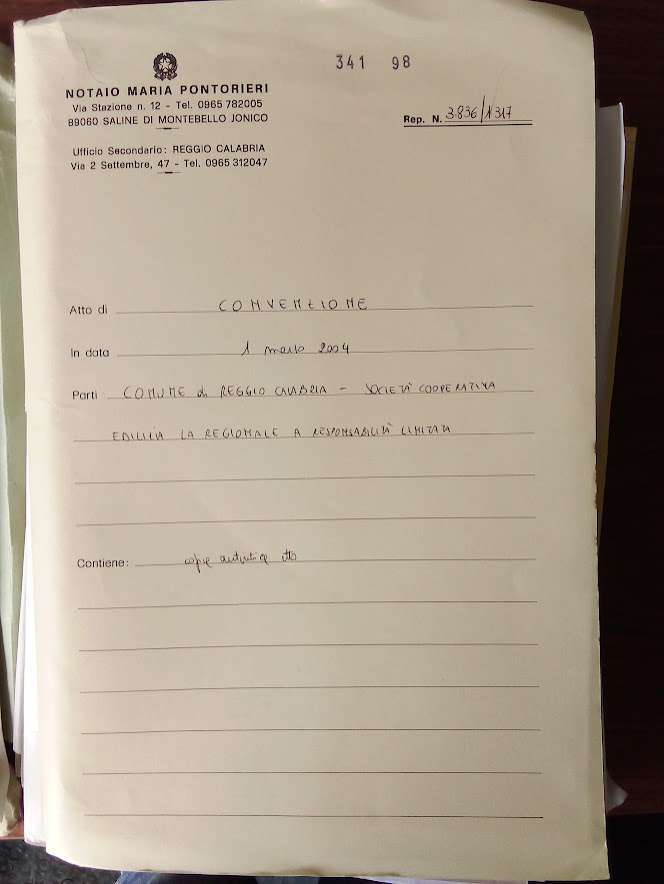 341 98
NOTAIO MARIA PONTORIERI
Via Stazione n. 12 - Tel. 0965 782005
89060 SALINE DI MONTEBELLO JONICO
Rep. N. 3836/1317
Ufficio Secondario: REGGIO CALABRIA
Via 2 Settembre, 47 - Tel. 0965 312047
Atto di CONVENZIONE
In data 1 marzo 2004
Parti COMUNE di REGGIO CALABRIA - SOCIETÀ COOPERATIVA
EDILIZIA LA REGIONALE A RESPONSABILITÀ LIMITATA
Contiene: copie autentica atto